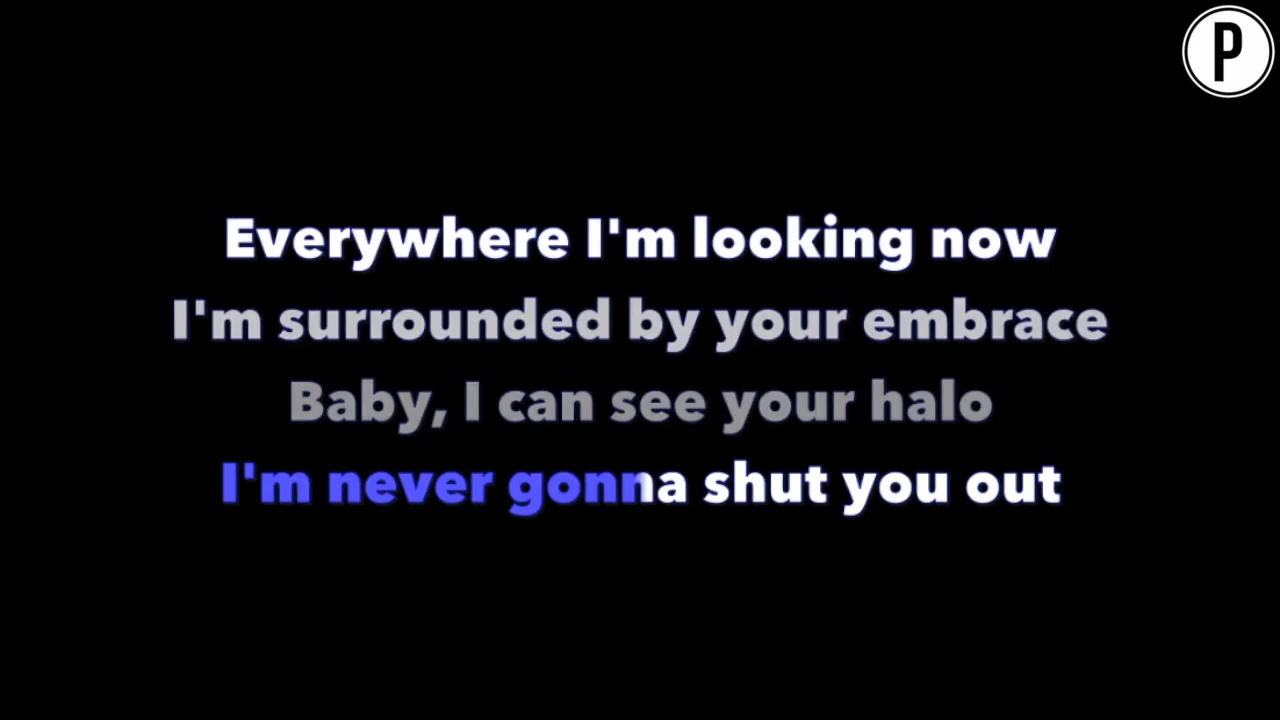 P
Everywhere I'm looking now
I'm surrounded by your embrace
Baby, I can see your halo
I'm never gonna shut you out